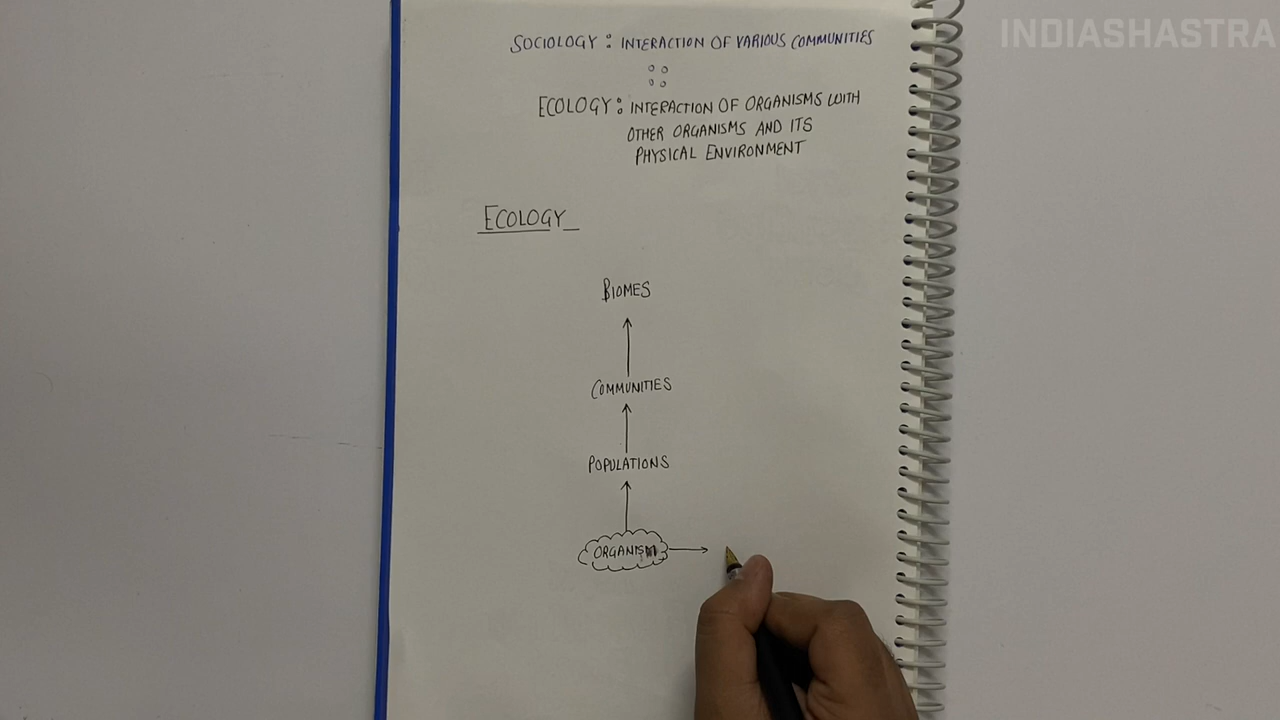 INDIASHASTRA
SOCIOLOGY : INTERACTION OF VARIOUS COMMUNITIES
: :
ECOLOGY : INTERACTION OF ORGANISMS WITH
OTHER ORGANISMS AND ITS
PHYSICAL ENVIRONMENT
ECOLOGY
BIOMES
COMMUNITIES
POPULATIONS
ORGANISM